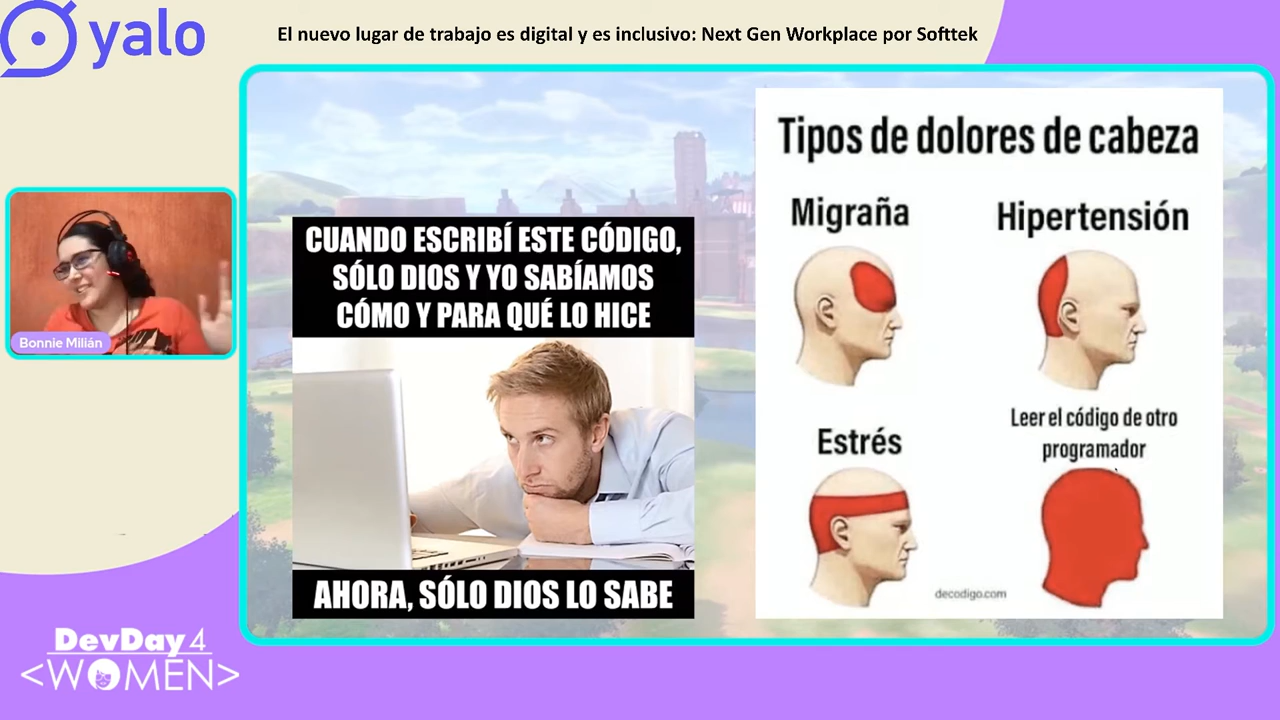 yalo
El nuevo lugar de trabajo es digital y es inclusivo: Next Gen Workplace por Softtek
Bonnie Milián
CUANDO ESCRIBÍ ESTE CÓDIGO,
SÓLO DIOS Y YO SABÍAMOS
CÓMO Y PARA QUÉ LO HICE
AHORA, SÓLO DIOS LO SABE
Tipos de dolores de cabeza
Migraña
Hipertensión
Estrés
Leer el código de otro
programador
decodigo.com
DevDay 4
<WOMEN>